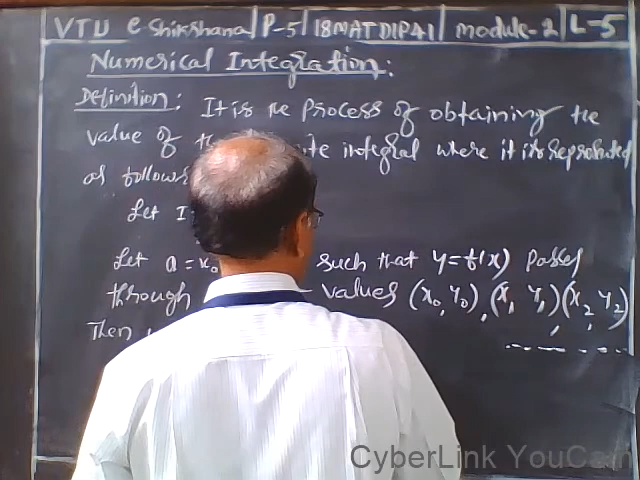 VTU e-Shikshana | P-5 | 18MATDIP41 | module-2 | L-5
Numerical Integration:
Definition: It is the process of obtaining the
value of integral where it is represented
as follows
Let I
Let a = x₀ such that y = f(x) passes
through values (x₀, y₀), (x₁, y₁), (x₂, y₂)
Then
CyberLink YouCam